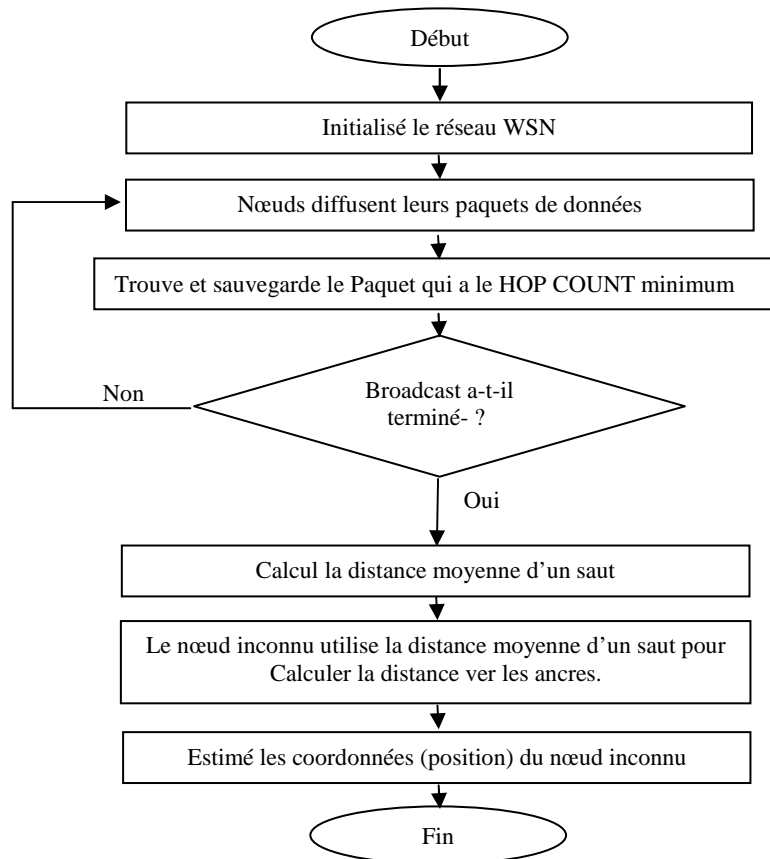 Début
Initialisé le réseau WSN
Nœuds diffusent leurs paquets de données
Trouve et sauvegarde le Paquet qui a le HOP COUNT minimum
Non
Broadcast a-t-il
terminé- ?
Oui
Calcul la distance moyenne d’un saut
Le nœud inconnu utilise la distance moyenne d’un saut pour
Calculer la distance ver les ancres.
Estimé les coordonnées (position) du nœud inconnu
Fin